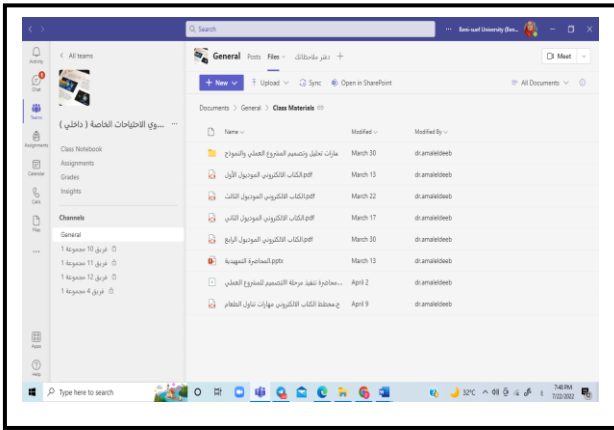 Search
Beni-suef University (Ben...
Activity
Chat
Teams
Assignments
Calendar
Calls
Files
Apps
Help
All teams
...وي الاحتياجات الخاصة ( داخلي )
Class Notebook
Assignments
Grades
Insights
Channels
General
فريق 10 مجموعة 1
فريق 11 مجموعة 1
فريق 12 مجموعة 1
فريق 4 مجموعة 1
General Posts Files دفتر ملاحظاتك
Meet
New Upload Sync Open in SharePoint All Documents
Documents > General > Class Materials
Name Modified Modified By
مارات تحليل وتصميم المشروع العملي والنموذج March 30 dr.amaleldeeb
الكتاب الالكتروني الموديول الأول.pdf March 13 dr.amaleldeeb
الكتاب الالكتروني الموديول الثالث.pdf March 22 dr.amaleldeeb
الكتاب الالكتروني الموديول الثاني.pdf March 17 dr.amaleldeeb
الكتاب الالكتروني الموديول الرابع.pdf March 30 dr.amaleldeeb
المحاضرة التمهيدية.pptx March 13 dr.amaleldeeb
محاضرة تنفيذ مرحلة التصميم للمشروع العملي... April 2 dr.amaleldeeb
مخطط الكتاب الالكتروني مهارات تناول الطعام April 9 dr.amaleldeeb
Type here to search
32°C
7:48 PM
7/22/2022